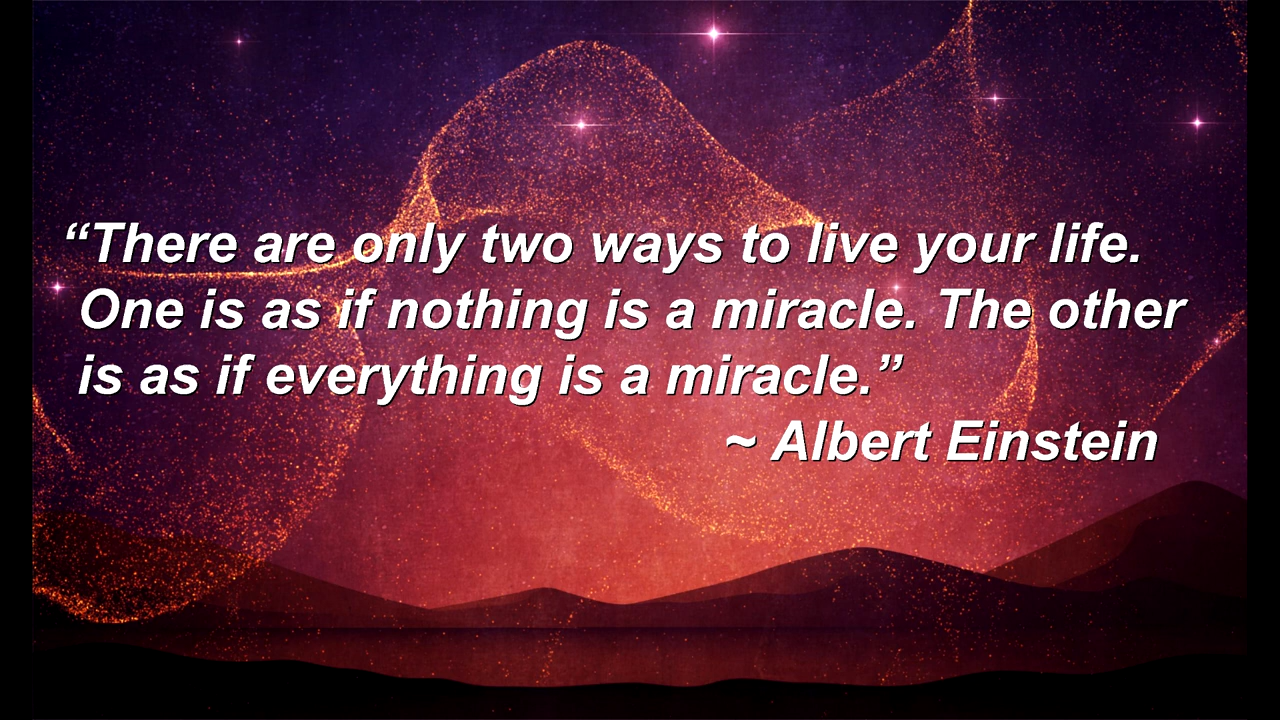 “There are only two ways to live your life.
One is as if nothing is a miracle. The other
is as if everything is a miracle.”
~ Albert Einstein